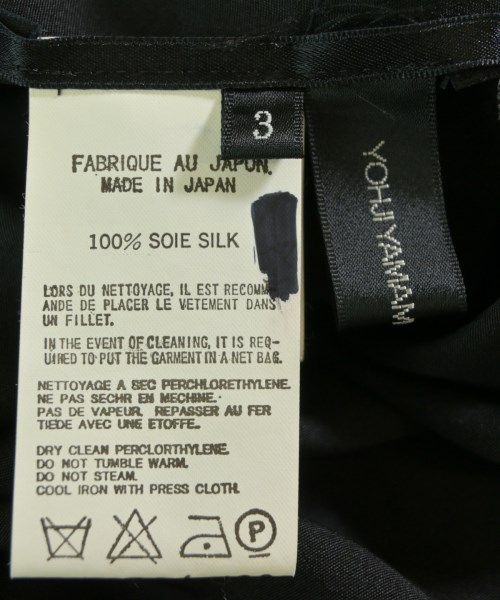 3
YOHJI YAMAM
FABRIQUE AU JAPON.
MADE IN JAPAN
100% SOIE SILK
LORS DU NETTOYAGE, IL EST RECOMM-
ANDE DE PLACER LE VETEMENT DANS
UN FILLET.
IN THE EVENT OF CLEANING, IT IS REQ-
UIRED TO PUT THE GARMENT IN A NET BAG.
NETTOYAGE A SEC PERCHLORETHYLENE.
NE PAS SECHR EN MECHINE.
PAS DE VAPEUR. REPASSER AU FER
TIEDE AVEC UNE ETOFFE.
DRY CLEAN PERCLORTHYLENE.
DO NOT TUMBLE WARM.
DO NOT STEAM.
COOL IRON WITH PRESS CLOTH.
P